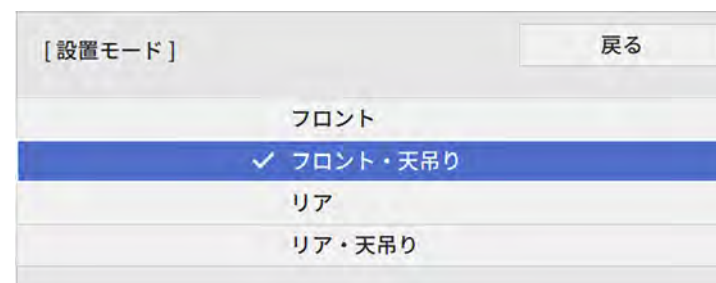 [ 設置モード ]
戻る
フロント
✓ フロント・天吊り
リア
リア・天吊り